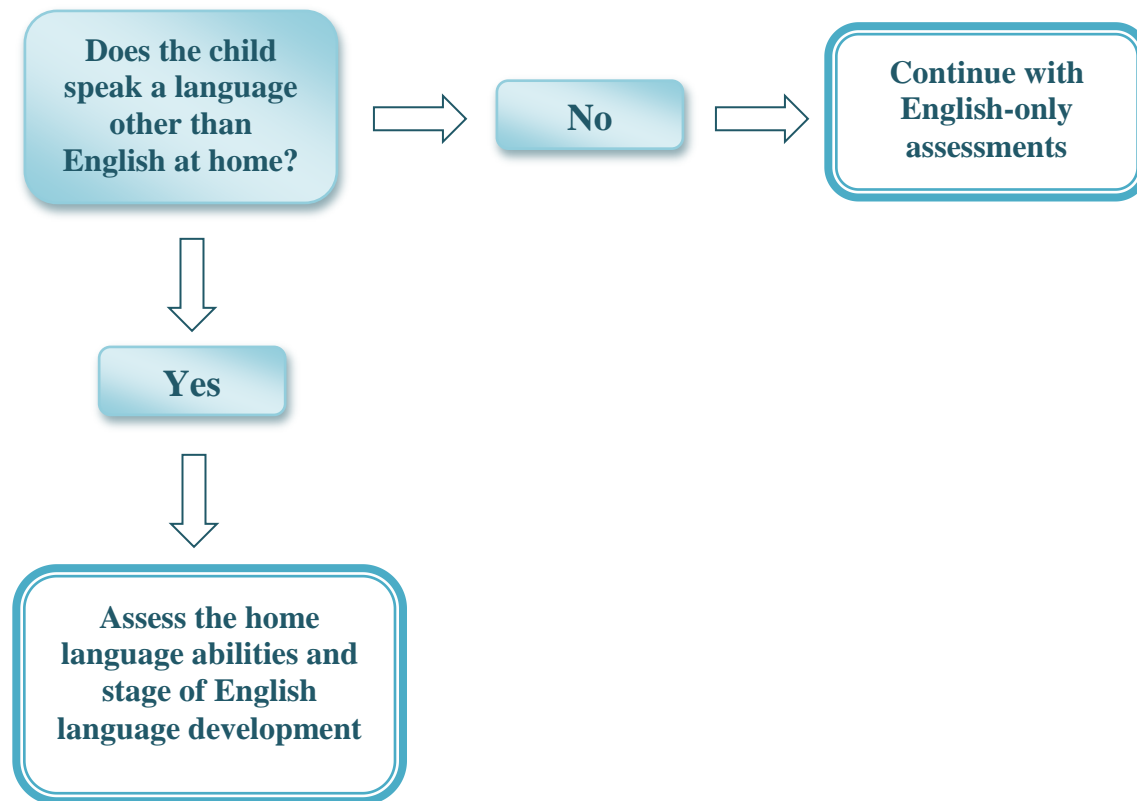 Does the child
speak a language
other than
English at home?
No
Continue with
English-only
assessments
Yes
Assess the home
language abilities and
stage of English
language development